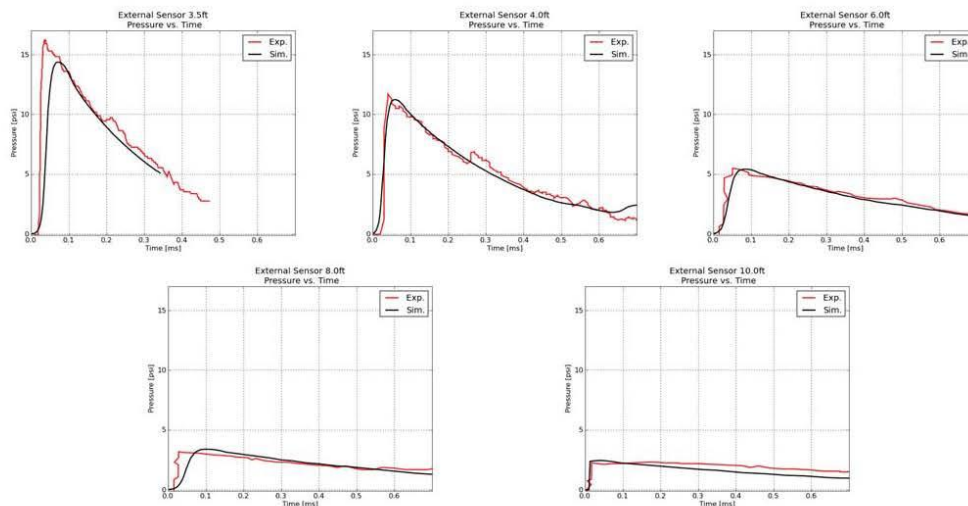 External Sensor 3.5ft
Pressure vs. Time
Exp.
Sim.
Pressure [psi]
15
10
5
0
0.0 0.1 0.2 0.3 0.4 0.5 0.6
Time [ms]
External Sensor 4.0ft
Pressure vs. Time
Exp.
Sim.
Pressure [psi]
15
10
5
0
0.0 0.1 0.2 0.3 0.4 0.5 0.6
Time [ms]
External Sensor 6.0ft
Pressure vs. Time
Exp.
Sim.
Pressure [psi]
15
10
5
0
0.0 0.1 0.2 0.3 0.4 0.5 0.6
Time [ms]
External Sensor 8.0ft
Pressure vs. Time
Exp.
Sim.
Pressure [psi]
15
10
5
0
0.0 0.1 0.2 0.3 0.4 0.5 0.6
Time [ms]
External Sensor 10.0ft
Pressure vs. Time
Exp.
Sim.
Pressure [psi]
15
10
5
0
0.0 0.1 0.2 0.3 0.4 0.5 0.6
Time [ms]